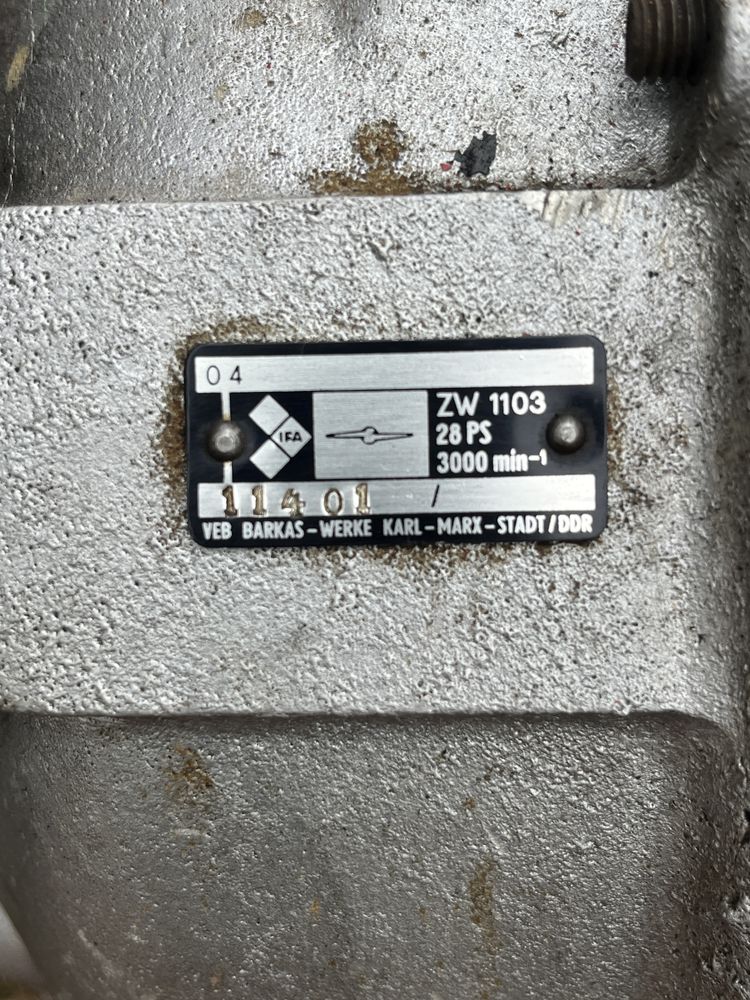 04
IFA
ZW 1103
28 PS
3000 min⁻¹
11401 /
VEB BARKAS-WERKE KARL-MARX-STADT/DDR